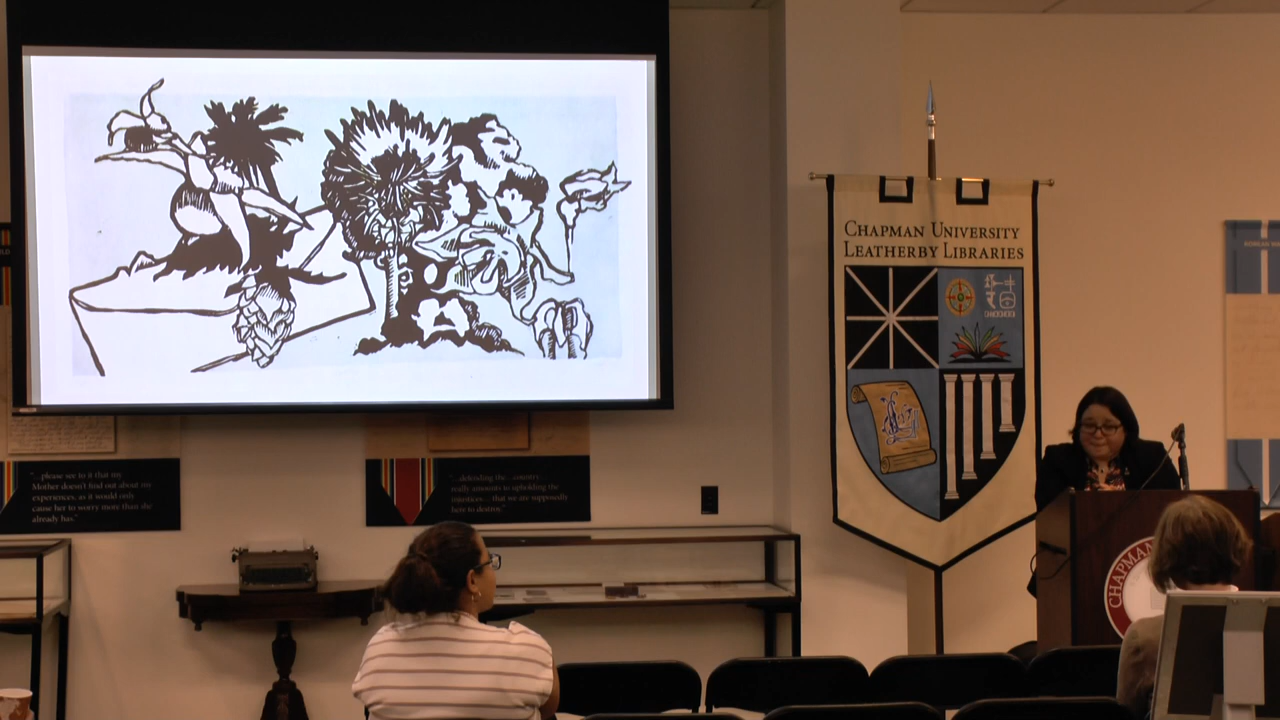 CHAPMAN UNIVERSITY
LEATHERBY LIBRARIES
"...please see to it that my
Mother doesn't find out about my
experiences, as it would only
cause her to worry more than she
already has."
"...defending the... country
really amounts to upholding the
injustices... that we are supposedly
here to destroy."
CHAPMAN
KOREAN